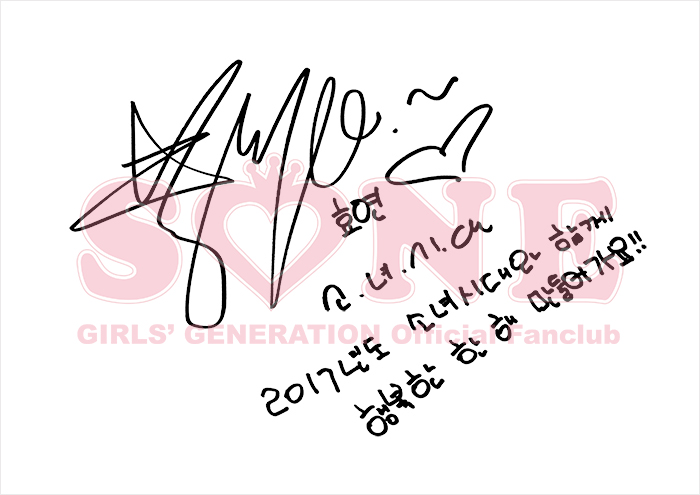 효연
소.녀.시.대
2017년도 소녀시대와 함께
행복한 한 해 만들어가요!!
SONE
GIRLS' GENERATION Official Fanclub